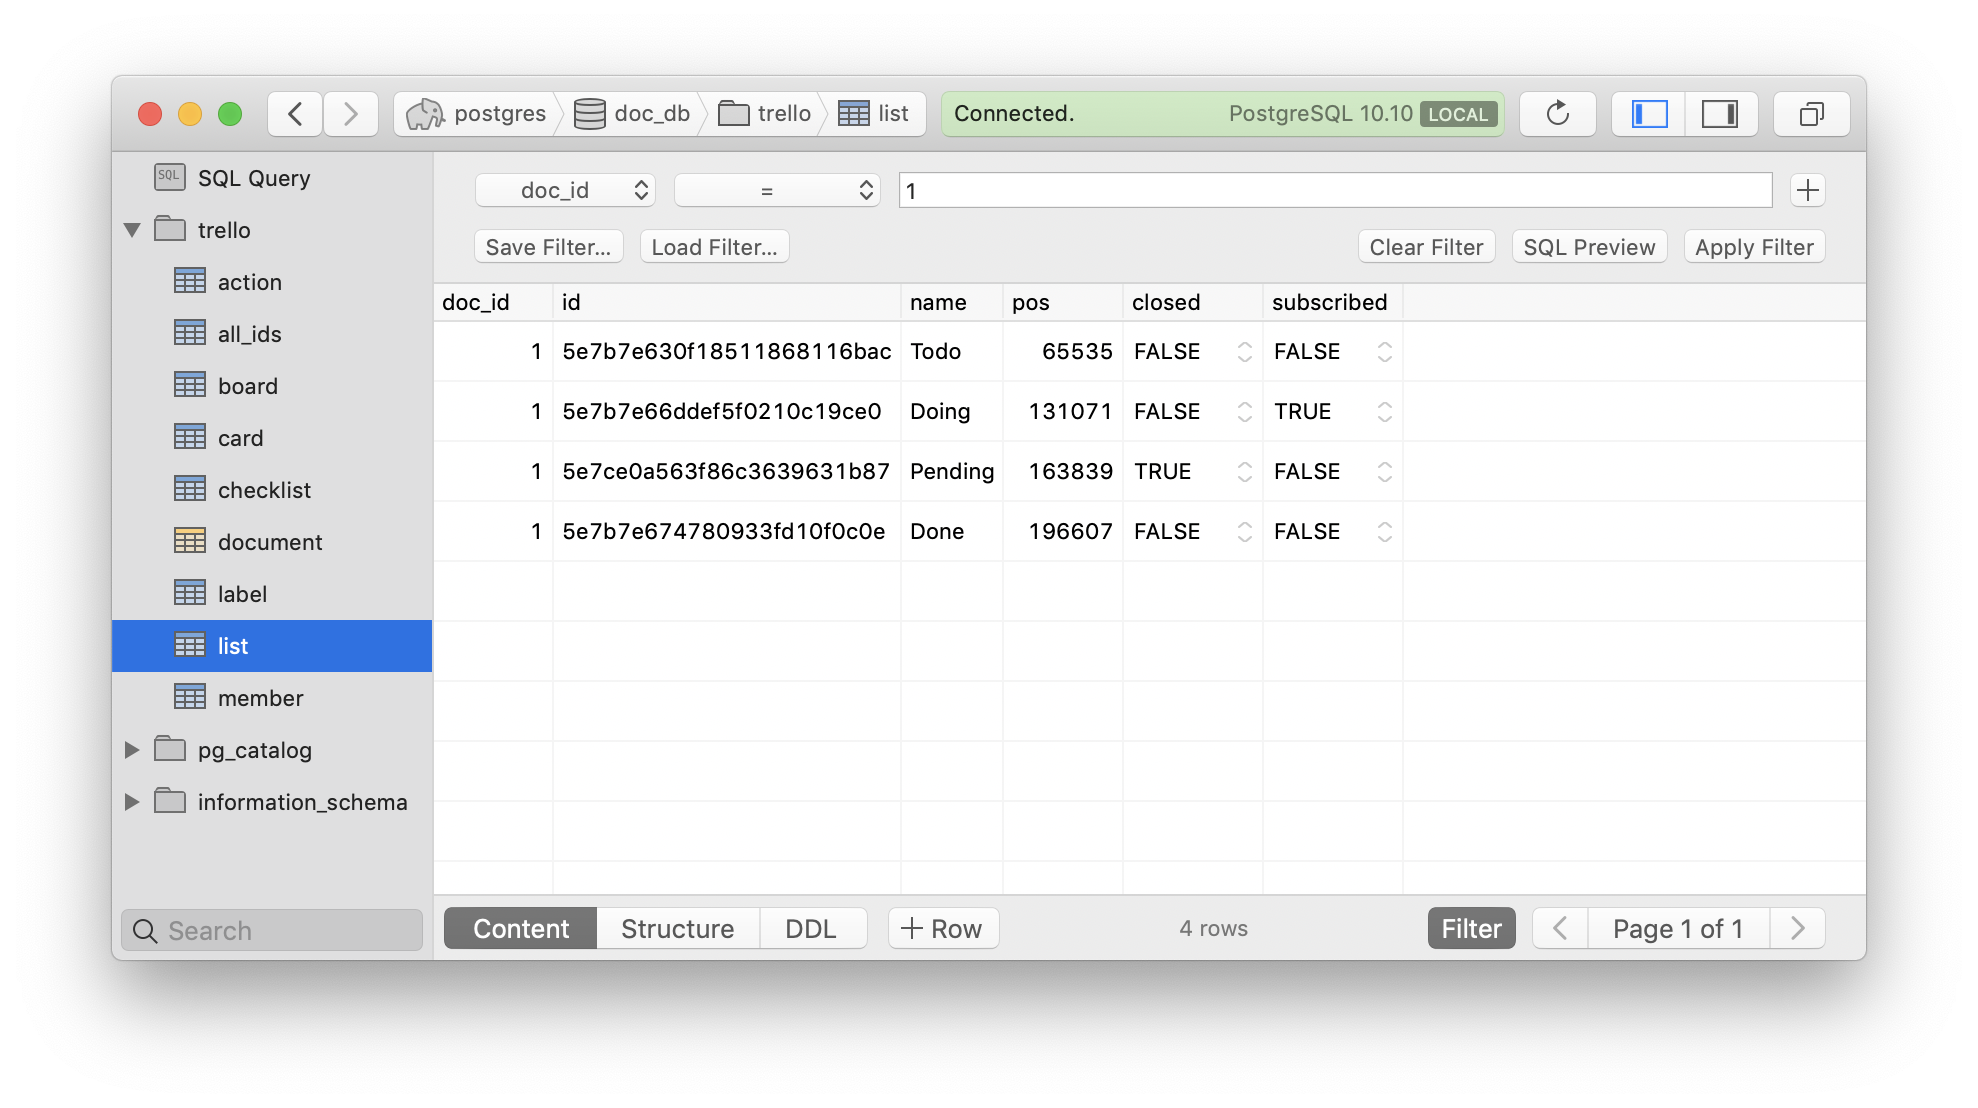 postgres doc_db trello list Connected. PostgreSQL 10.10 LOCAL
SQL SQL Query
trello
action
all_ids
board
card
checklist
document
label
list
member
pg_catalog
information_schema
Search
doc_id = 1
Save Filter... Load Filter... Clear Filter SQL Preview Apply Filter
doc_id id name pos closed subscribed
1 5e7b7e630f18511868116bac Todo 65535 FALSE FALSE
1 5e7b7e66ddef5f0210c19ce0 Doing 131071 FALSE TRUE
1 5e7ce0a563f86c3639631b87 Pending 163839 TRUE FALSE
1 5e7b7e674780933fd10f0c0e Done 196607 FALSE FALSE
Content Structure DDL + Row 4 rows Filter Page 1 of 1